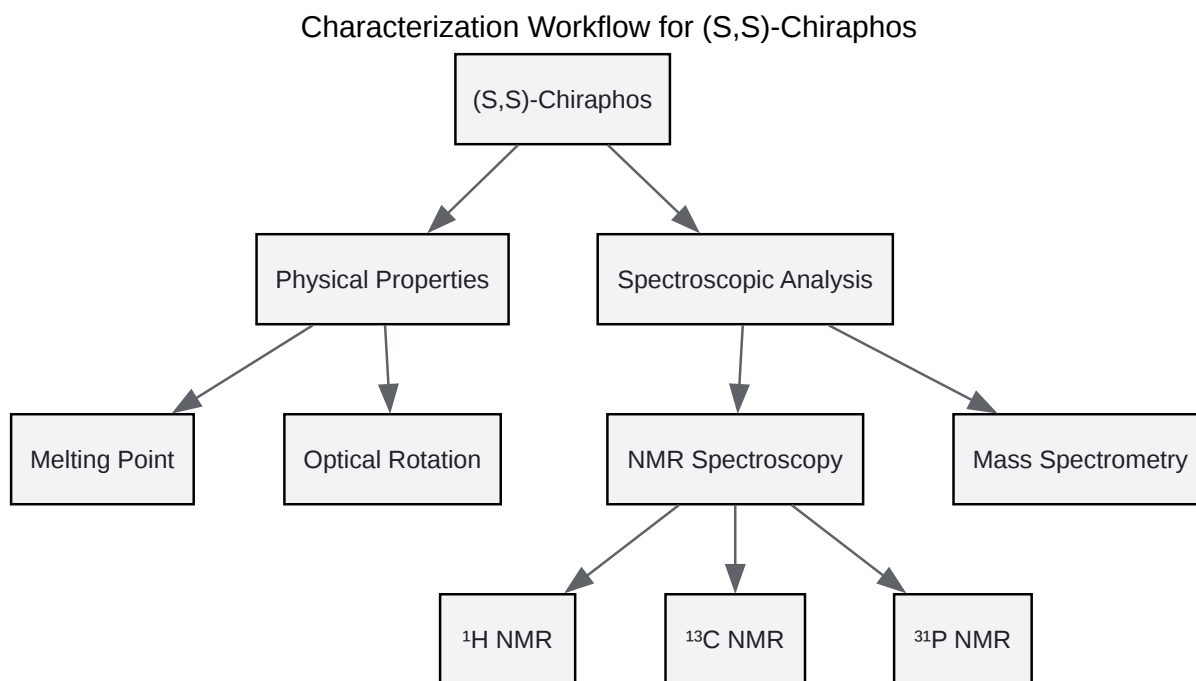 Characterization Workflow for (S,S)-Chiraphos
(S,S)-Chiraphos
Physical Properties
Spectroscopic Analysis
Melting Point
Optical Rotation
NMR Spectroscopy
Mass Spectrometry
¹H NMR
¹³C NMR
³¹P NMR